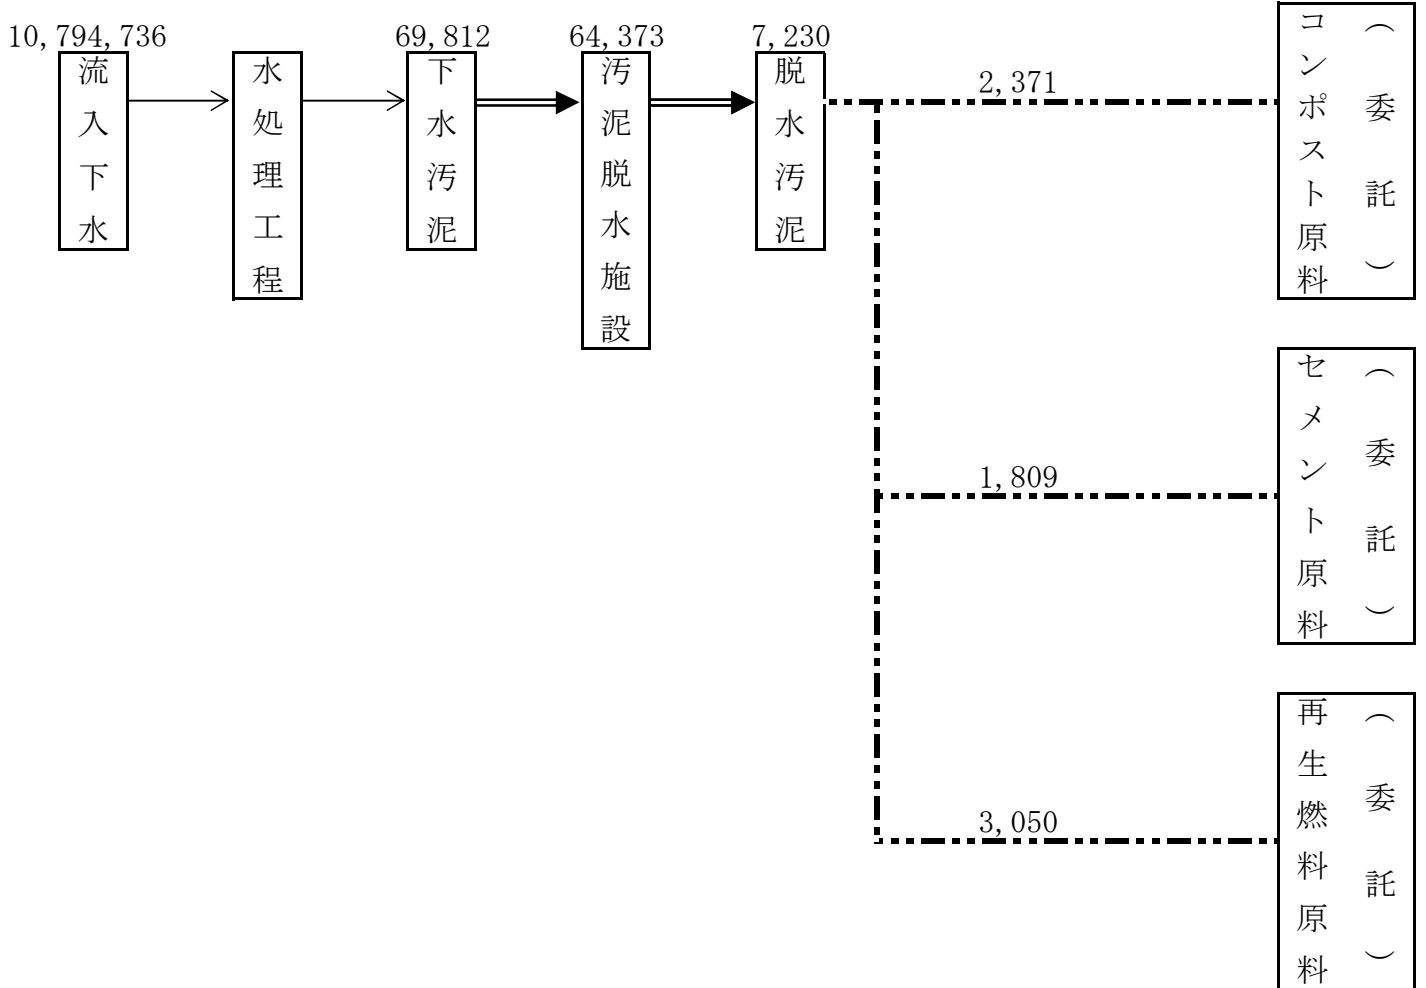 10,794,736
流入下水
水処理工程
69,812
下水汚泥
64,373
汚泥脱水施設
7,230
脱水汚泥
2,371
コンポスト原料
（委託）
1,809
セメント原料
（委託）
3,050
再生燃料原料
（委託）